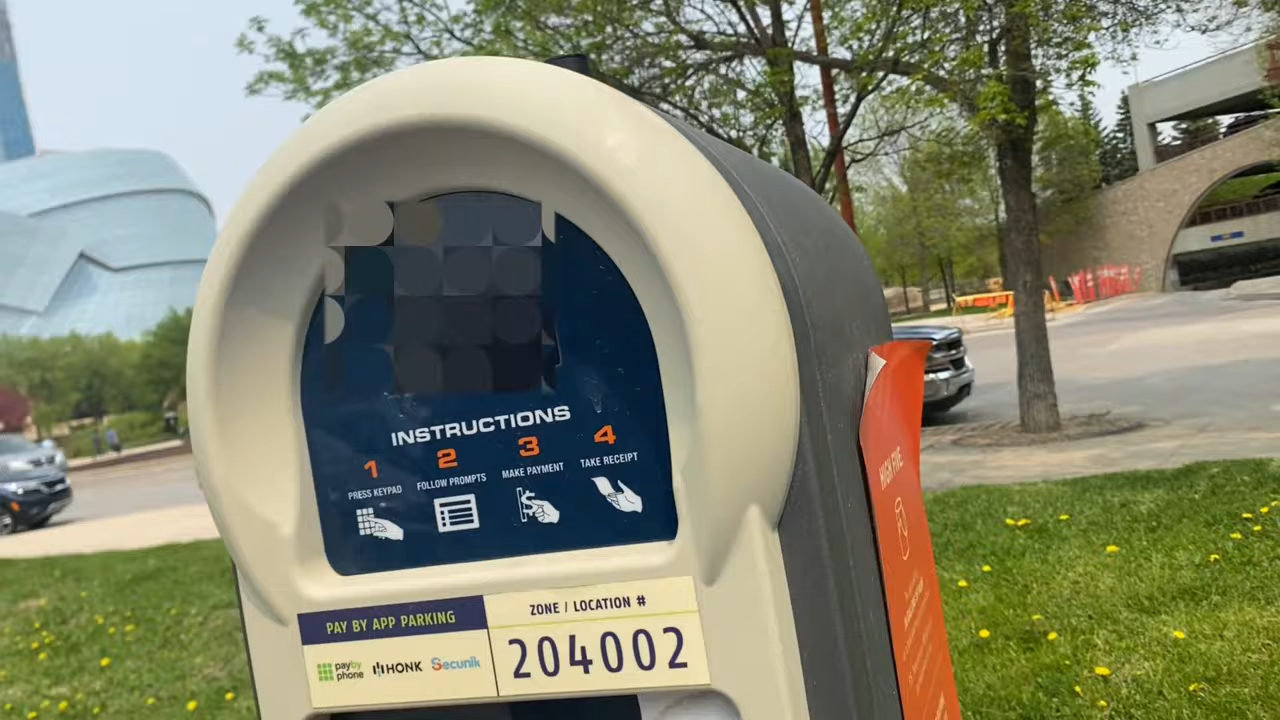 INSTRUCTIONS
1 2 3 4
PRESS KEYPAD FOLLOW PROMPTS MAKE PAYMENT TAKE RECEIPT
PAY BY APP PARKING
payby
phone
HONK
Secunik
ZONE / LOCATION #
204002
HIGH FIVE